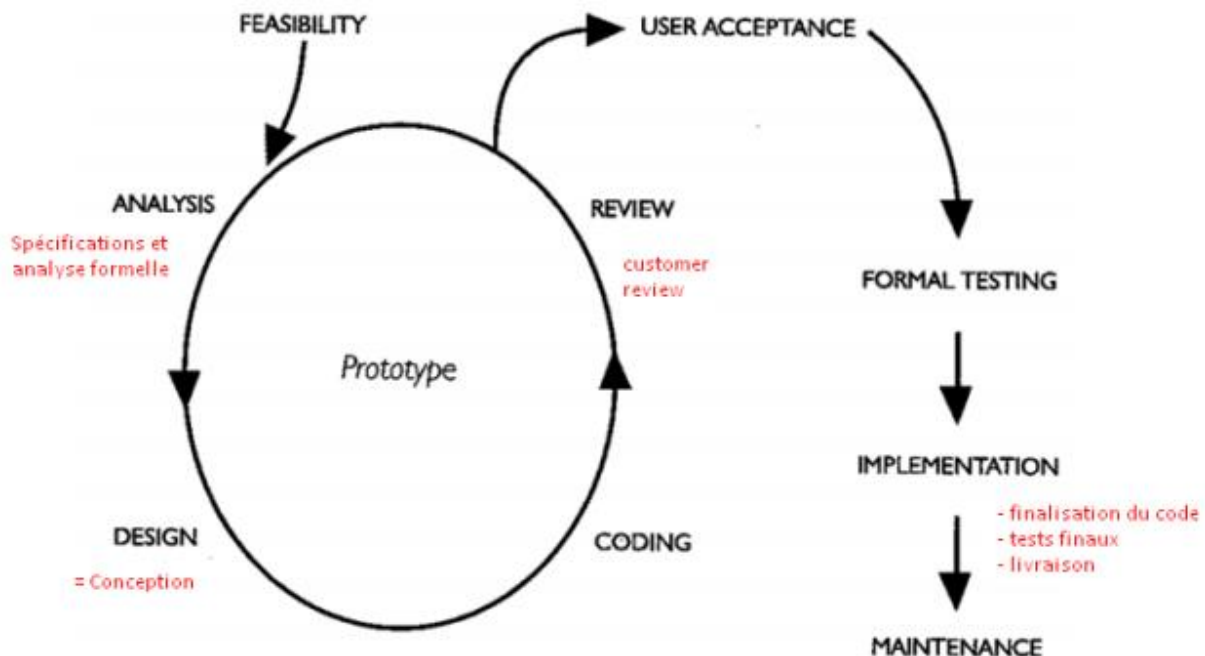 FEASIBILITY
USER ACCEPTANCE
ANALYSIS
Spécifications et
analyse formelle
REVIEW
customer
review
FORMAL TESTING
Prototype
IMPLEMENTATION
- finalisation du code
- tests finaux
- livraison
DESIGN
= Conception
CODING
MAINTENANCE